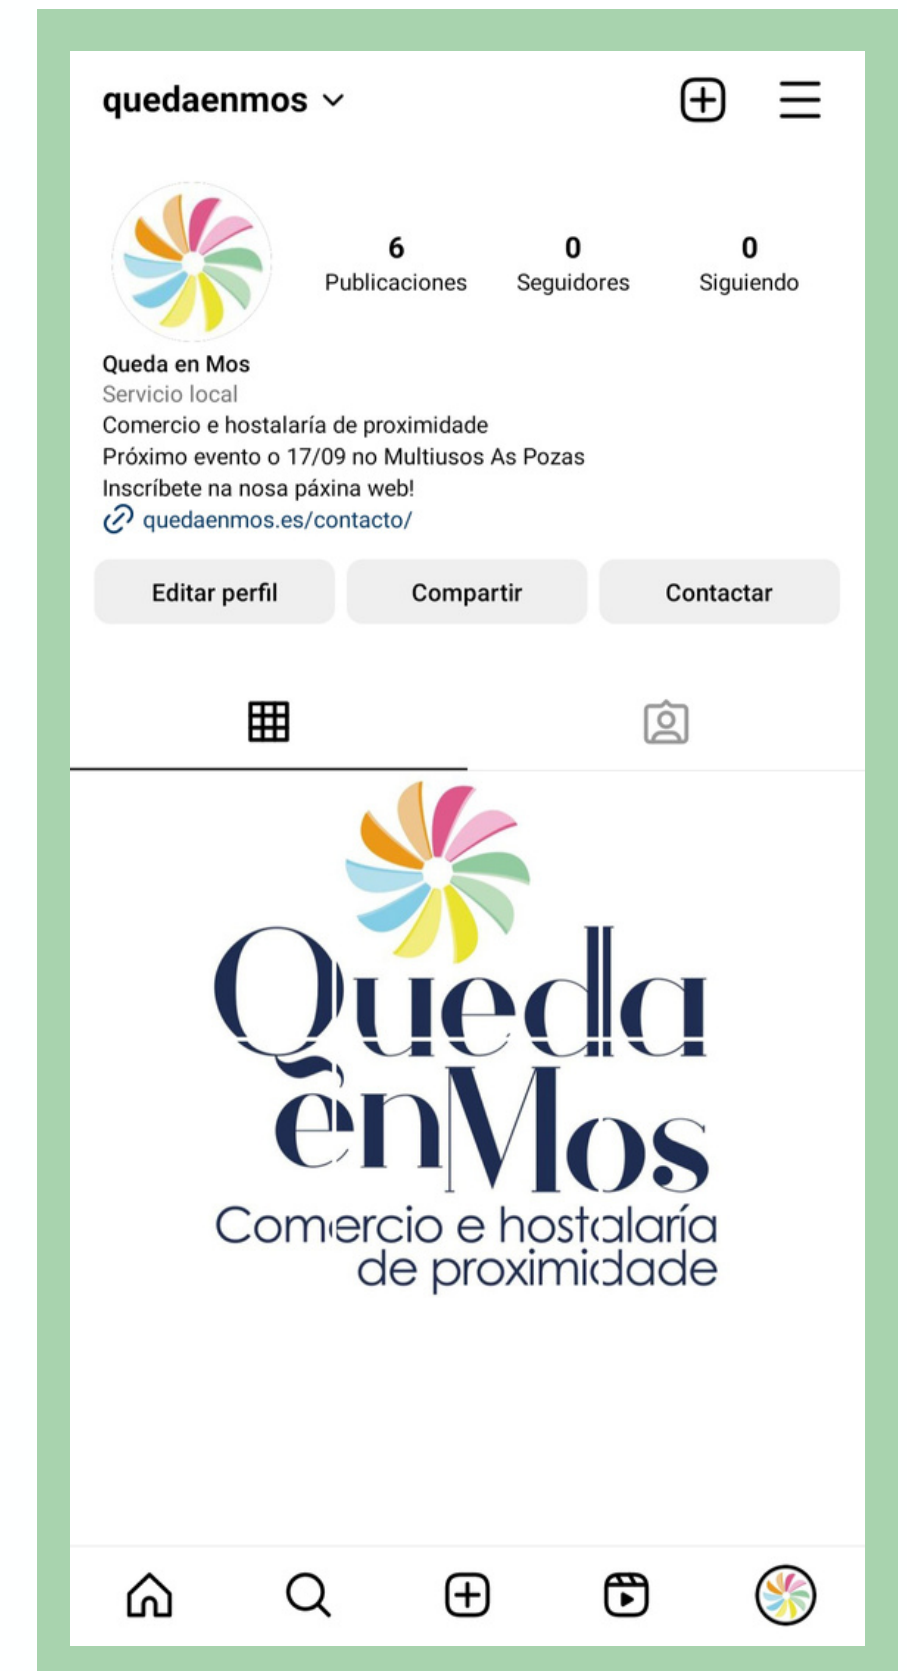 quedaenmos
6 0 0
Publicaciones Seguidores Siguiendo
Queda en Mos
Servicio local
Comercio e hostalaría de proximidade
Próximo evento o 17/09 no Multiusos As Pozas
Inscríbete na nosa páxina web!
quedaenmos.es/contacto/
Editar perfil Compartir Contactar
Queda
enMos
Comercio e hostalaría
de proximidade